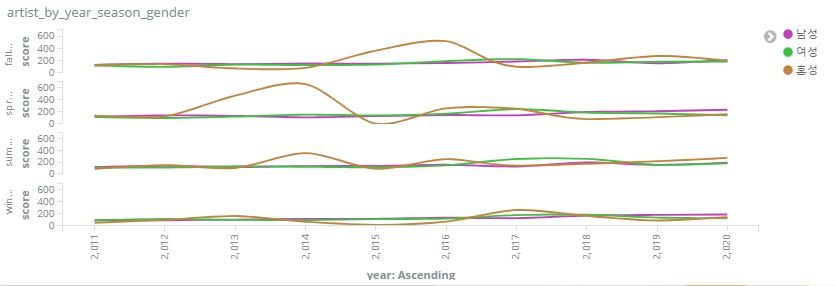 artist_by_year_season_gender
남성
여성
혼성
fall...
score
600
400
200
0
spr...
score
600
400
200
0
sum...
score
600
400
200
0
win...
score
600
400
200
0
2,011
2,012
2,013
2,014
2,015
2,016
2,017
2,018
2,019
2,020
year: Ascending